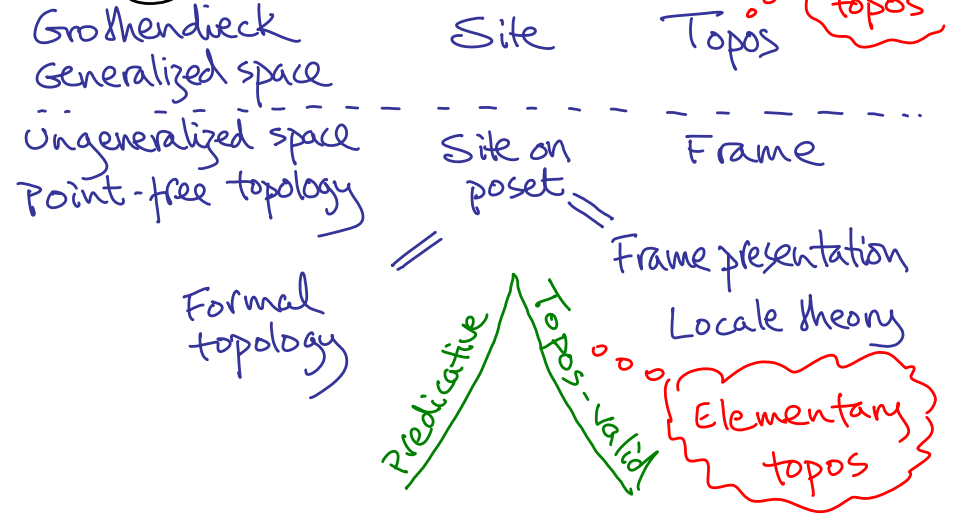 topos
Grothendieck Site Topos
Generalized space
Ungeneralized space Site on Frame
Point-free topology poset
Frame presentation
Formal Locale theory
topology
Predicative Topos-valid
Elementary
topos